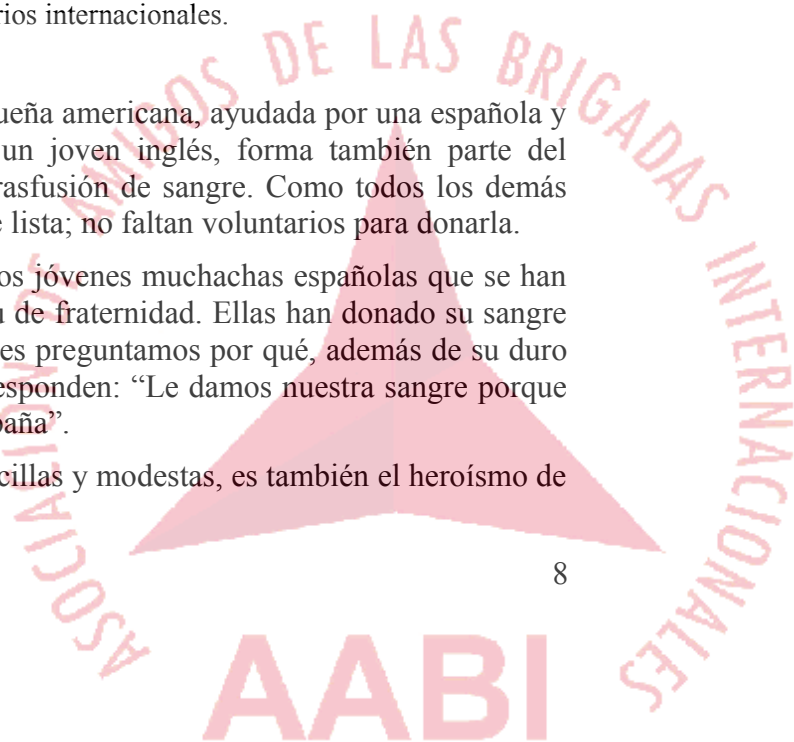 rios internacionales.
ueña americana, ayudada por una española y
un joven inglés, forma también parte del
rasfusión de sangre. Como todos los demás
e lista; no faltan voluntarios para donarla.
os jóvenes muchachas españolas que se han
u de fraternidad. Ellas han donado su sangre
es preguntamos por qué, además de su duro
esponden: “Le damos nuestra sangre porque
paña”.
cillas y modestas, es también el heroísmo de
8
ASOCIACION DE AMIGOS DE LAS BRIGADAS INTERNACIONALES
AABI